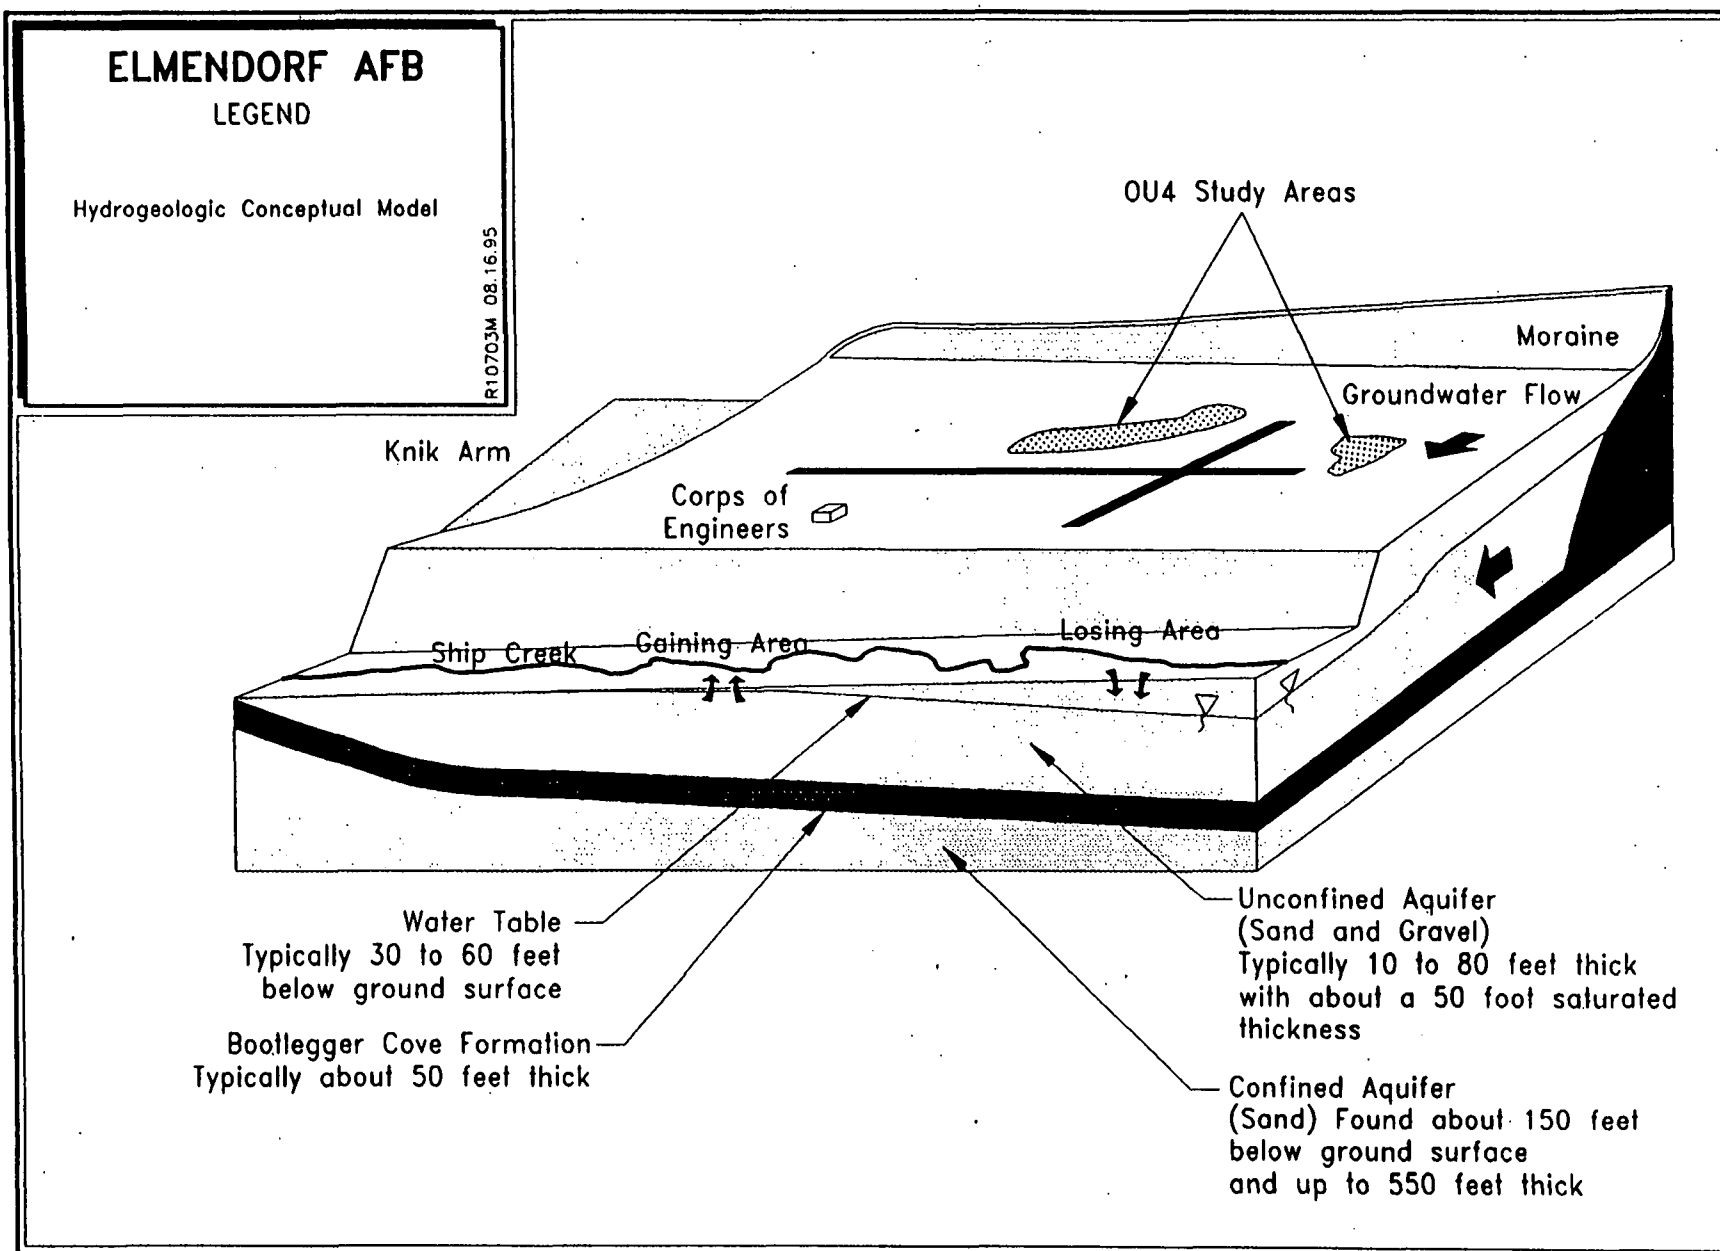 ELMENDORF AFB
LEGEND
Hydrogeologic Conceptual Model
R10703M 08.16.95
OU4 Study Areas
Moraine
Groundwater Flow
Knik Arm
Corps of
Engineers
Ship Creek
Gaining Area
Losing Area
Water Table
Typically 30 to 60 feet
below ground surface
Bootlegger Cove Formation
Typically about 50 feet thick
Unconfined Aquifer
(Sand and Gravel)
Typically 10 to 80 feet thick
with about a 50 foot saturated
thickness
Confined Aquifer
(Sand) Found about 150 feet
below ground surface
and up to 550 feet thick